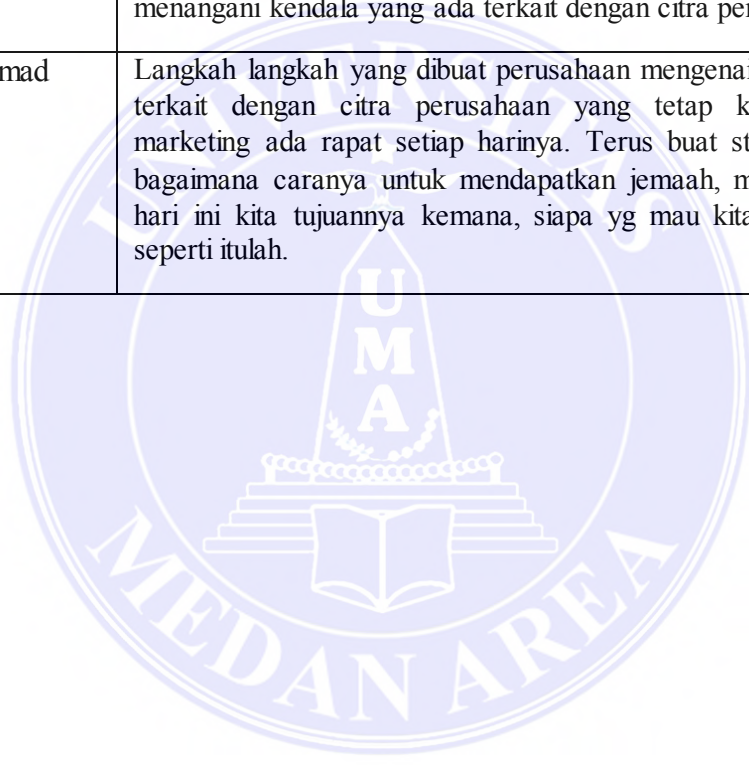 menangani kendala yang ada terkait dengan citra per
mad
Langkah langkah yang dibuat perusahaan mengenai
terkait dengan citra perusahaan yang tetap k
marketing ada rapat setiap harinya. Terus buat st
bagaimana caranya untuk mendapatkan jemaah, m
hari ini kita tujuannya kemana, siapa yg mau kita
seperti itulah.
UNIVERSITAS
U
M
A
MEDAN AREA